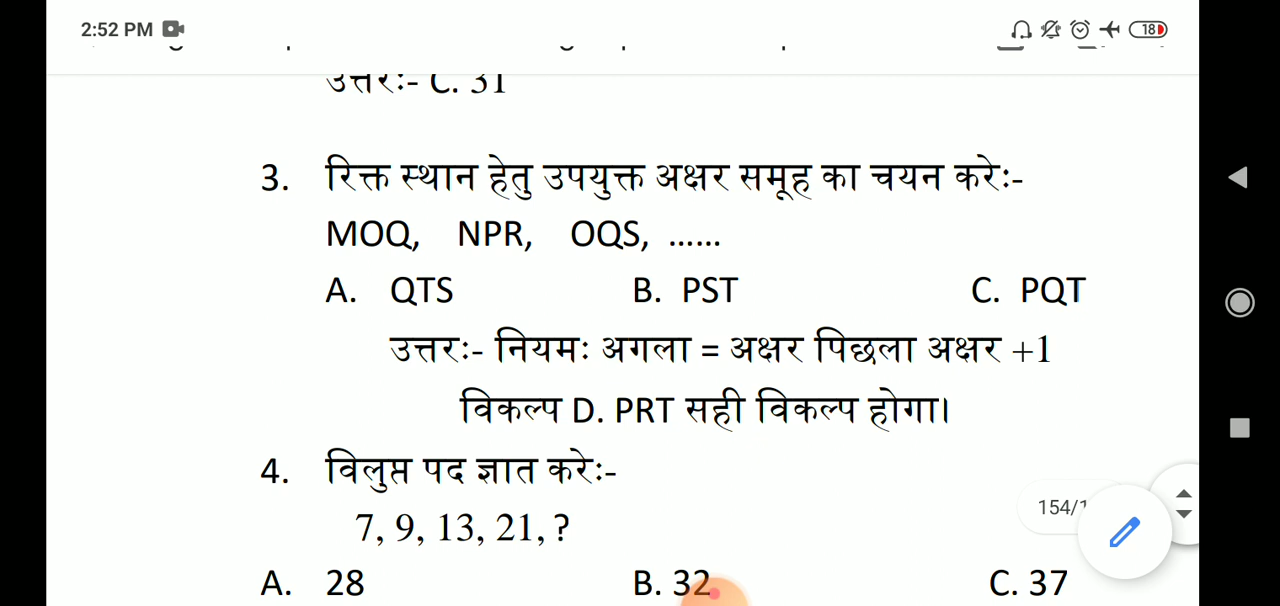 2:52 PM
18
उत्तरः- C. 31
3. रिक्त स्थान हेतु उपयुक्त अक्षर समूह का चयन करेः-
MOQ, NPR, OQS, ......
A. QTS B. PST C. PQT
उत्तरः- नियमः अगला = अक्षर पिछला अक्षर +1
विकल्प D. PRT सही विकल्प होगा।
4. विलुप्त पद ज्ञात करेः-
7, 9, 13, 21, ?
154/1
A. 28 B. 32 C. 37